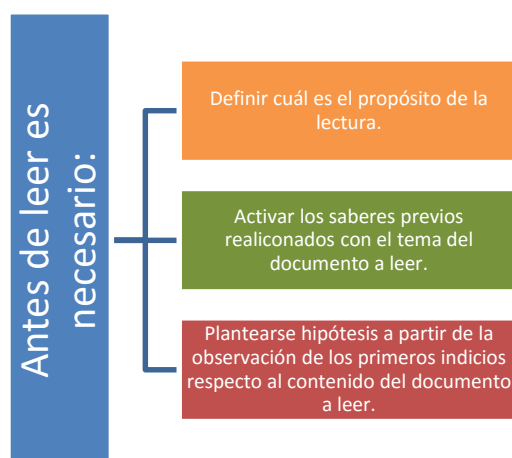 Antes de leer es
necesario:
Definir cuál es el propósito de la
lectura.
Activar los saberes previos
realiconados con el tema del
documento a leer.
Plantearse hipótesis a partir de la
observación de los primeros indicios
respecto al contenido del documento
a leer.